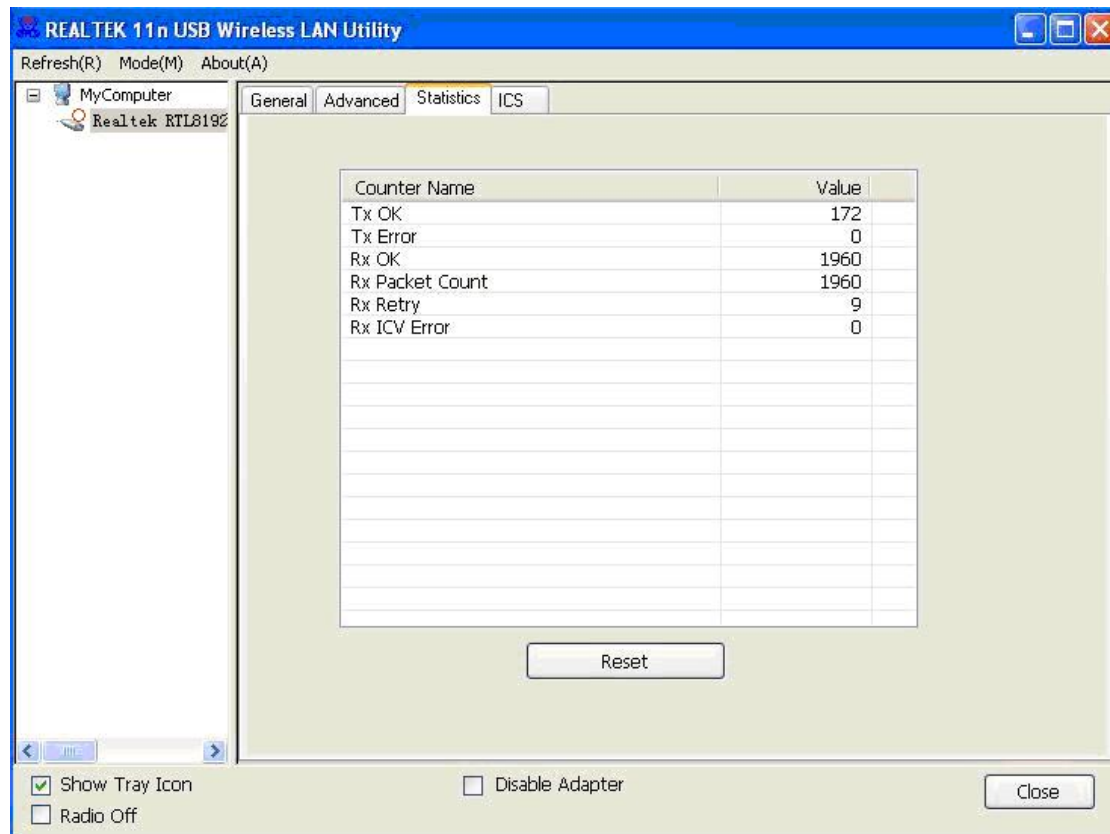 REALTEK 11n USB Wireless LAN Utility
Refresh(R) Mode(M) About(A)
MyComputer
Realtek RTL8192
General Advanced Statistics ICS
Counter Name Value
Tx OK 172
Tx Error 0
Rx OK 1960
Rx Packet Count 1960
Rx Retry 9
Rx ICV Error 0
Reset
Show Tray Icon Disable Adapter Close
Radio Off